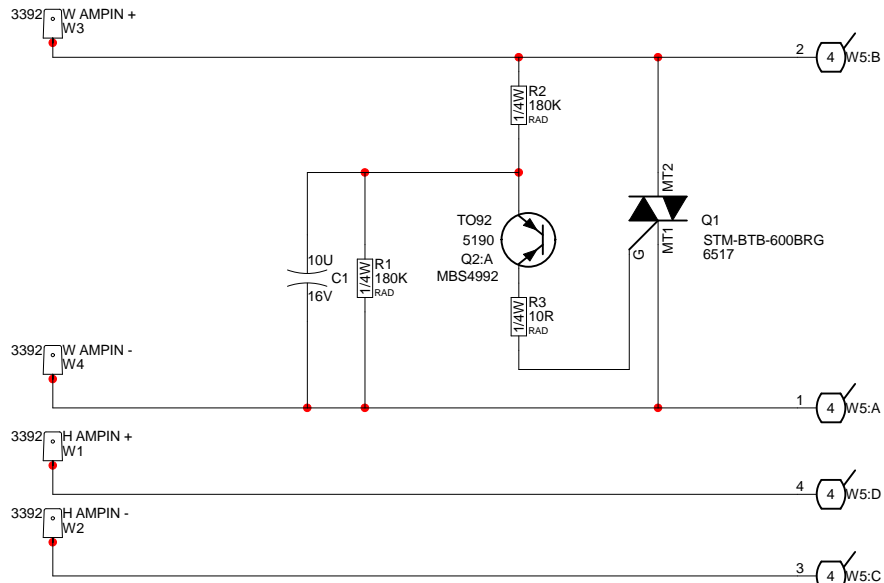 3392 W AMPIN +
W3
2 4 W5:B
R2
180K
RAD
1/4W
MT2
TO92
5190
Q2:A
MBS4992
Q1
STM-BTB-600BRG
6517
MT1
G
10U
C1
16V
R1
180K
RAD
1/4W
R3
10R
RAD
1/4W
3392 W AMPIN -
W4
1 4 W5:A
3392 H AMPIN +
W1
4 4 W5:D
3392 H AMPIN -
W2
3 4 W5:C